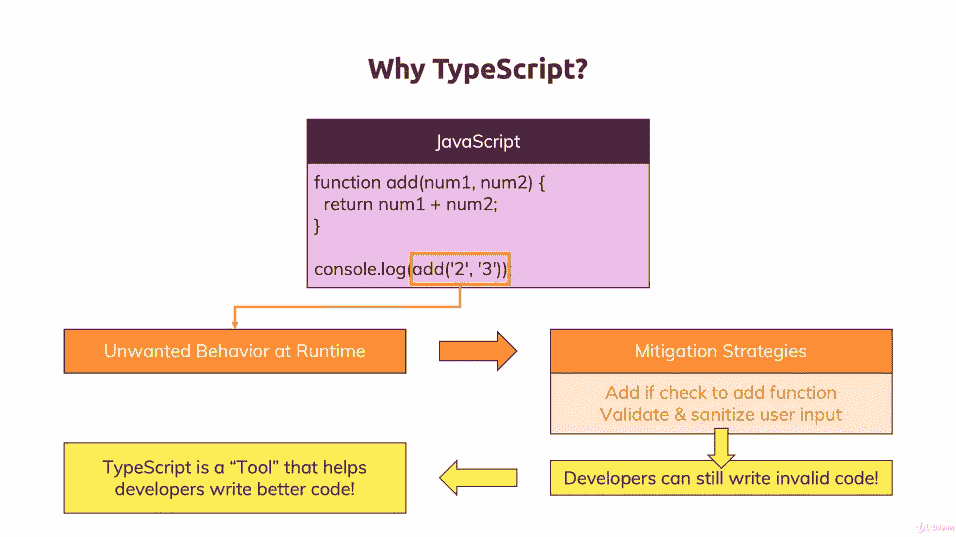 Why TypeScript?
JavaScript
function add(num1, num2) {
return num1 + num2;
}
console.log(add('2', '3'));
Unwanted Behavior at Runtime
Mitigation Strategies
Add if check to add function
Validate & sanitize user input
TypeScript is a “Tool” that helps
developers write better code!
Developers can still write invalid code!